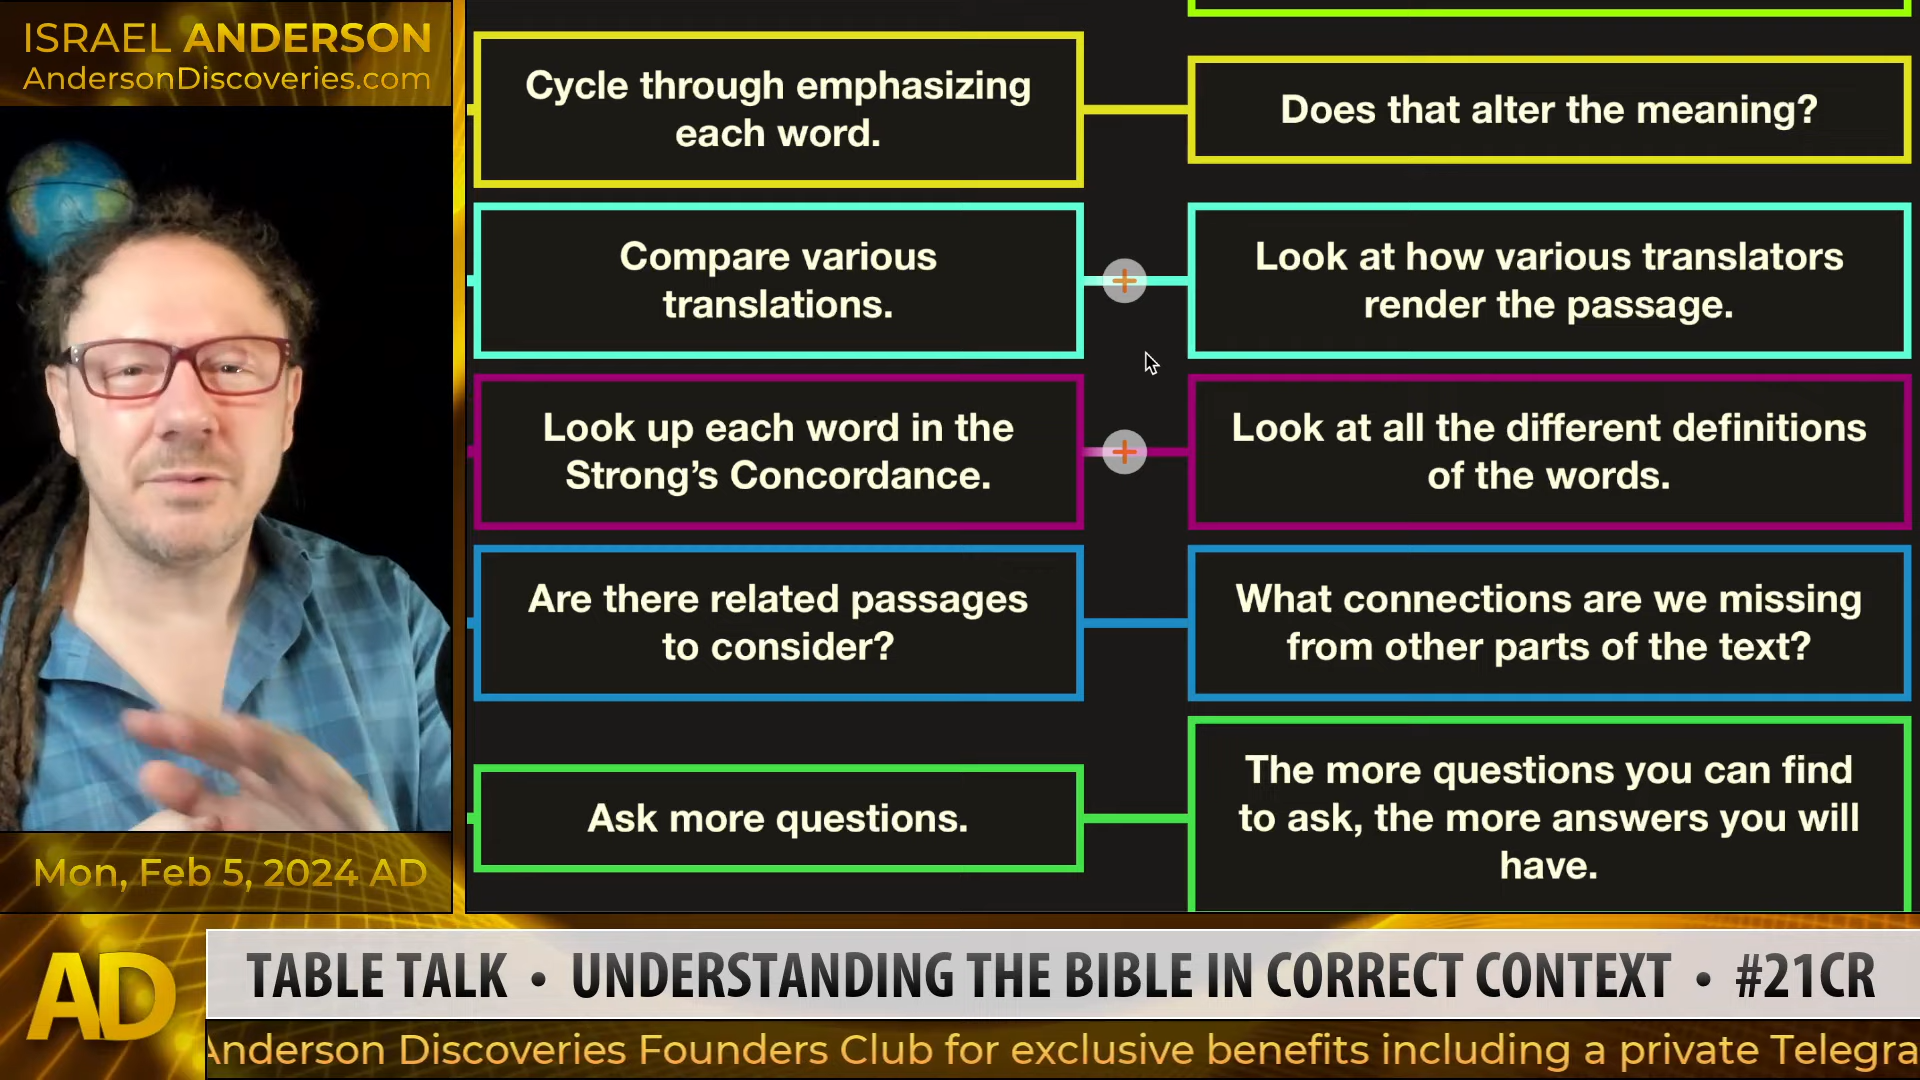 ISRAEL ANDERSON
AndersonDiscoveries.com
Cycle through emphasizing
each word.
Does that alter the meaning?
Compare various
translations.
Look at how various translators
render the passage.
Look up each word in the
Strong’s Concordance.
Look at all the different definitions
of the words.
Are there related passages
to consider?
What connections are we missing
from other parts of the text?
Ask more questions.
The more questions you can find
to ask, the more answers you will
have.
Mon, Feb 5, 2024 AD
AD
TABLE TALK • UNDERSTANDING THE BIBLE IN CORRECT CONTEXT • #21CR
Anderson Discoveries Founders Club for exclusive benefits including a private Telegra